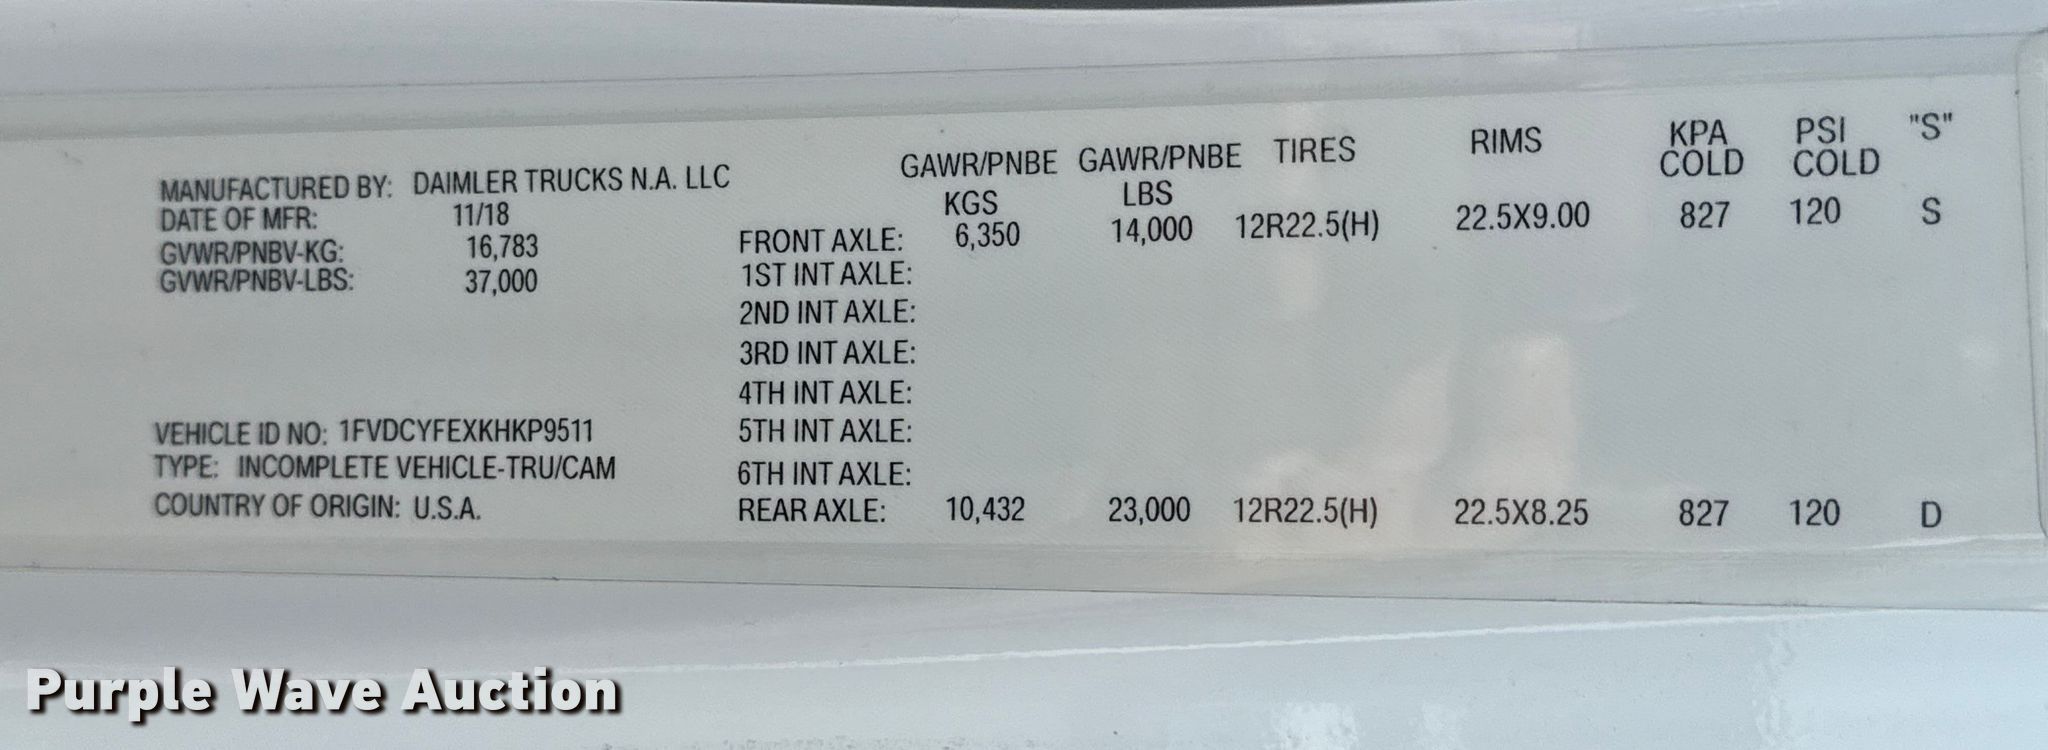 MANUFACTURED BY: DAIMLER TRUCKS N.A. LLC
DATE OF MFR: 11/18
GVWR/PNBV-KG: 16,783
GVWR/PNBV-LBS: 37,000
VEHICLE ID NO: 1FVDCYFEXKHKP9511
TYPE: INCOMPLETE VEHICLE-TRU/CAM
COUNTRY OF ORIGIN: U.S.A.
GAWR/PNBE KGS GAWR/PNBE LBS TIRES RIMS KPA COLD PSI COLD "S"
FRONT AXLE: 6,350 14,000 12R22.5(H) 22.5X9.00 827 120 S
1ST INT AXLE:
2ND INT AXLE:
3RD INT AXLE:
4TH INT AXLE:
5TH INT AXLE:
6TH INT AXLE:
REAR AXLE: 10,432 23,000 12R22.5(H) 22.5X8.25 827 120 D
Purple Wave Auction